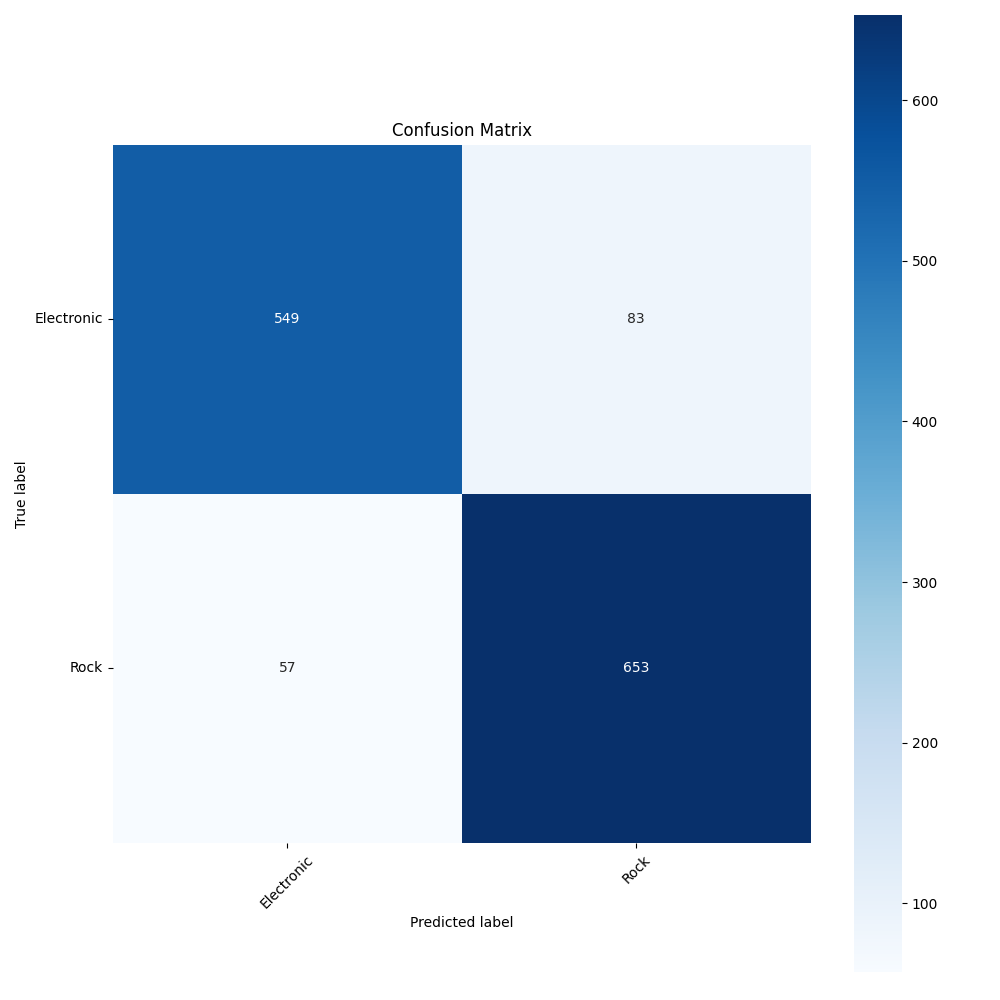 Confusion Matrix
Electronic
549
83
Rock
57
653
True label
Electronic
Rock
Predicted label
600
500
400
300
200
100